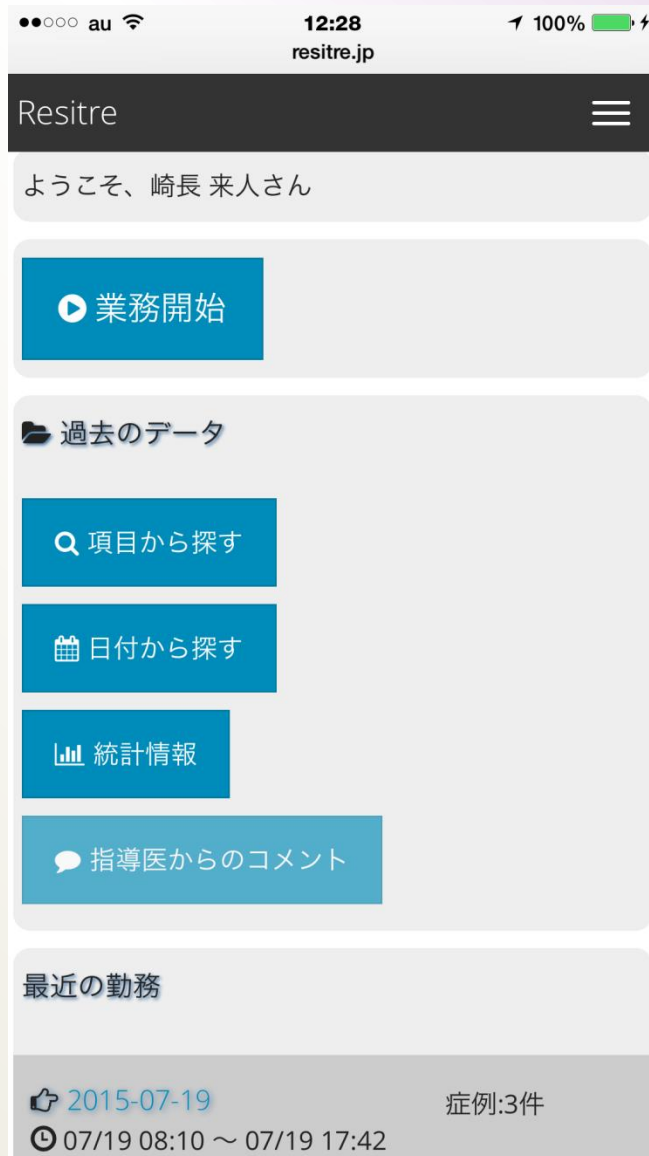 au 12:28 100%
resitre.jp
Resitre
ようこそ、崎長 来人さん
業務開始
過去のデータ
項目から探す
日付から探す
統計情報
指導医からのコメント
最近の勤務
2015-07-19 症例:3件
07/19 08:10 ～ 07/19 17:42